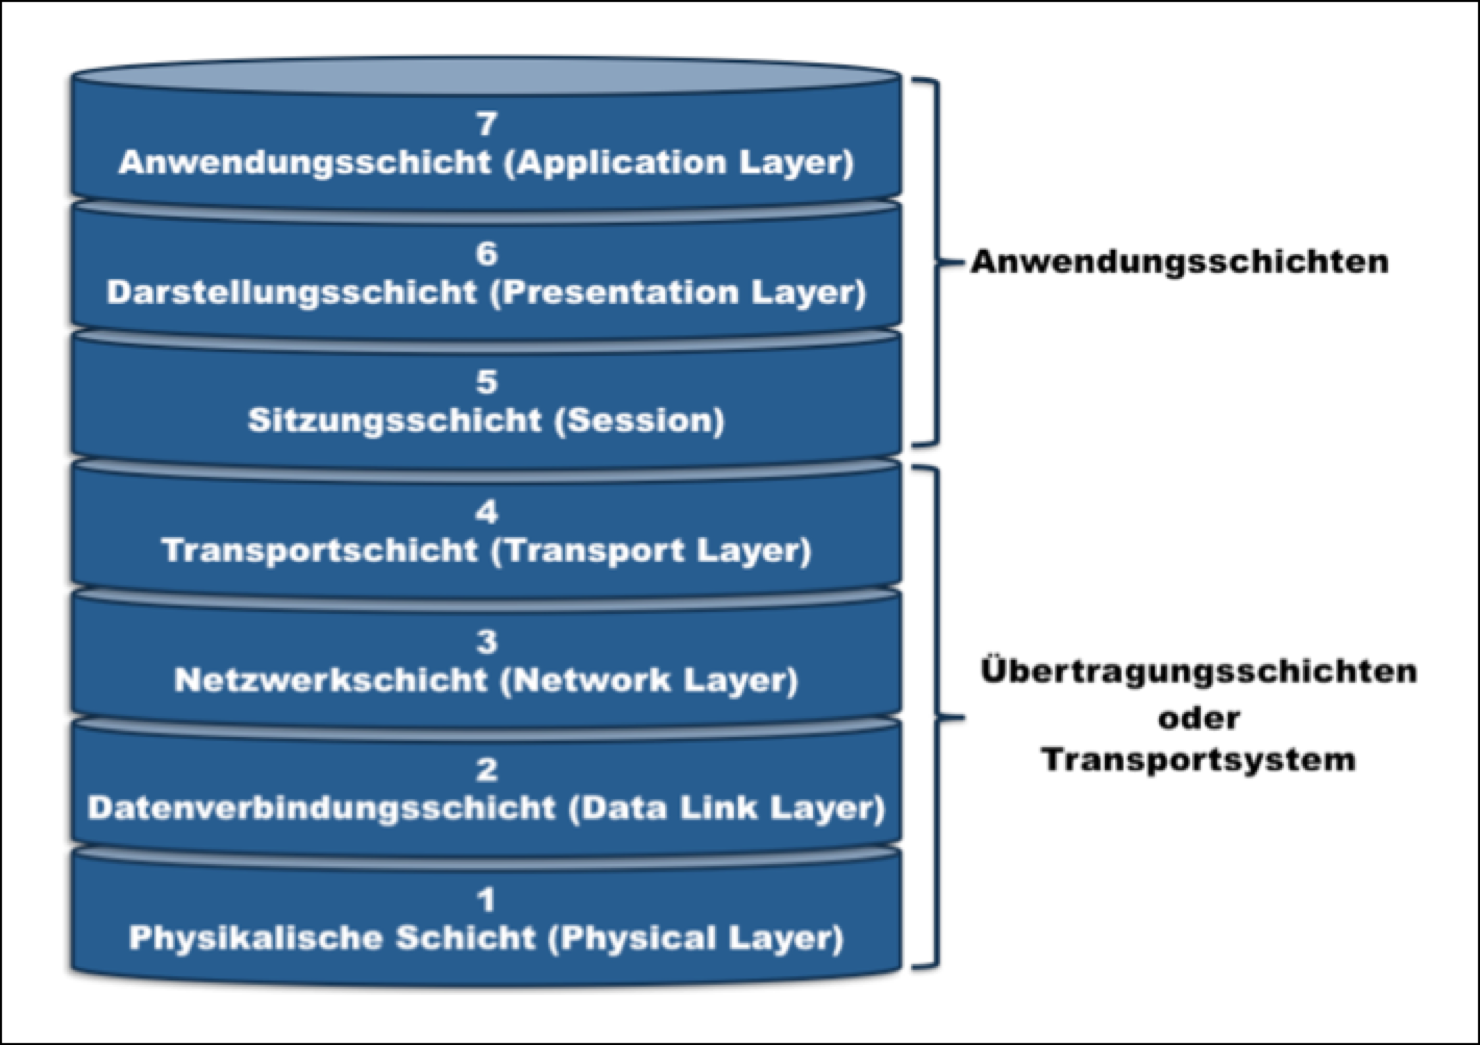 7
Anwendungsschicht (Application Layer)
6
Darstellungsschicht (Presentation Layer)
5
Sitzungsschicht (Session)
4
Transportschicht (Transport Layer)
3
Netzwerkschicht (Network Layer)
2
Datenverbindungsschicht (Data Link Layer)
1
Physikalische Schicht (Physical Layer)
Anwendungsschichten
Übertragungsschichten
oder
Transportsystem